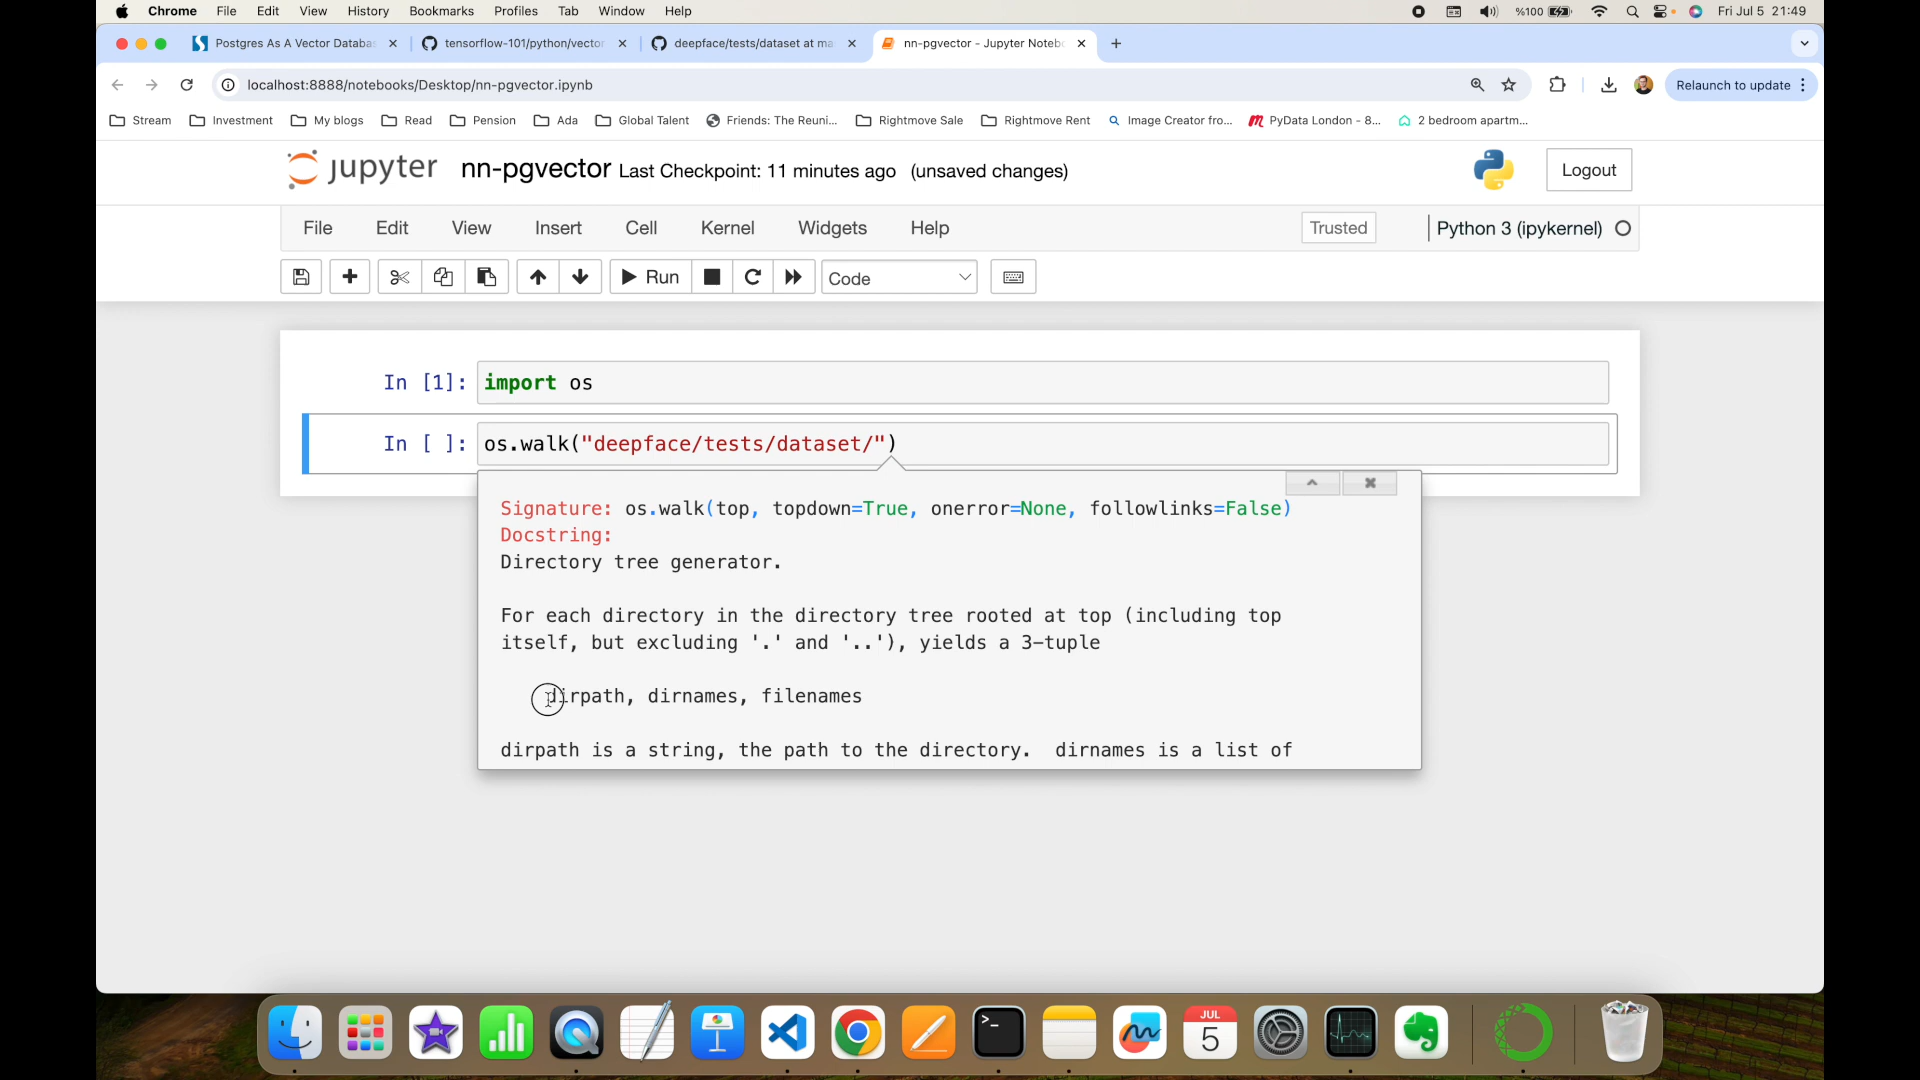 Chrome File Edit View History Bookmarks Profiles Tab Window Help %100 Fri Jul 5 21:49
Postgres As A Vector Databas tensorflow-101/python/vector deepface/tests/dataset at ma nn-pgvector - Jupyter Noteb
localhost:8888/notebooks/Desktop/nn-pgvector.ipynb Relaunch to update
Stream Investment My blogs Read Pension Ada Global Talent Friends: The Reuni... Rightmove Sale Rightmove Rent Image Creator fro... PyData London - 8... 2 bedroom apartm...
jupyter nn-pgvector Last Checkpoint: 11 minutes ago (unsaved changes) Logout
File Edit View Insert Cell Kernel Widgets Help Trusted Python 3 (ipykernel)
Run Code
In [1]: import os
In [ ]: os.walk("deepface/tests/dataset/")
Signature: os.walk(top, topdown=True, onerror=None, followlinks=False)
Docstring:
Directory tree generator.
For each directory in the directory tree rooted at top (including top
itself, but excluding '.' and '..'), yields a 3-tuple
dirpath, dirnames, filenames
dirpath is a string, the path to the directory.  dirnames is a list of
JUL
5